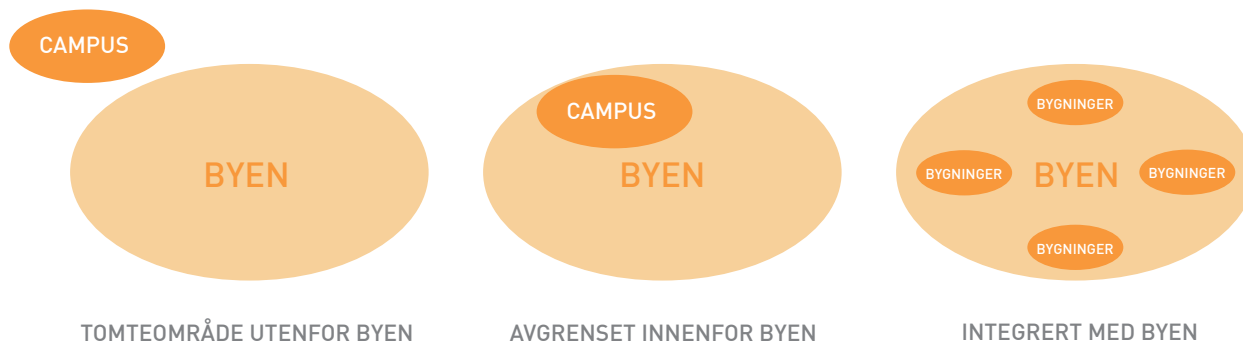 CAMPUS
BYEN
TOMTEOMRÅDE UTENFOR BYEN
CAMPUS
BYEN
AVGRENSET INNENFOR BYEN
BYGNINGER
BYGNINGER
BYEN
BYGNINGER
BYGNINGER
INTEGRERT MED BYEN